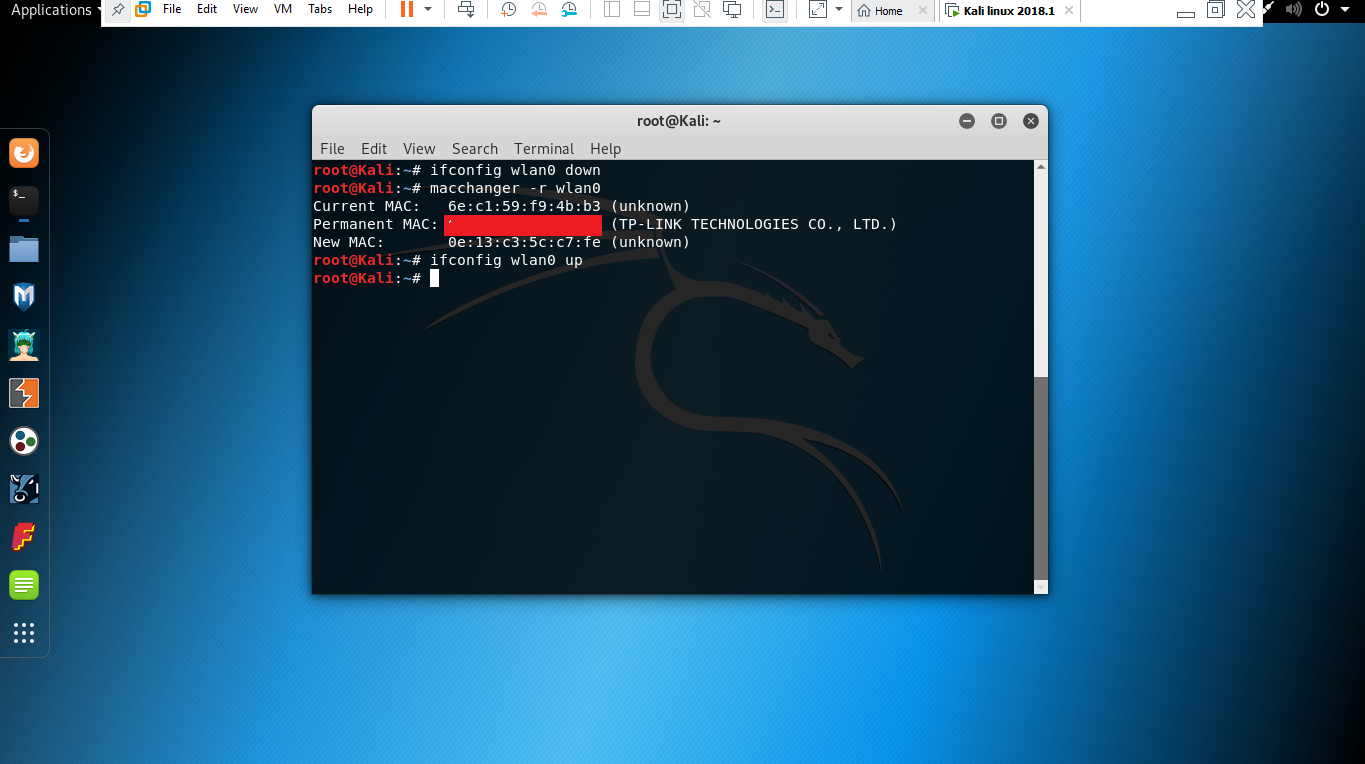 Applications File Edit View VM Tabs Help Home Kali linux 2018.1
root@Kali: ~
File Edit View Search Terminal Help
root@Kali:~# ifconfig wlan0 down
root@Kali:~# macchanger -r wlan0
Current MAC:   6e:c1:59:f9:4b:b3 (unknown)
Permanent MAC: (TP-LINK TECHNOLOGIES CO., LTD.)
New MAC:       0e:13:c3:5c:c7:fe (unknown)
root@Kali:~# ifconfig wlan0 up
root@Kali:~#